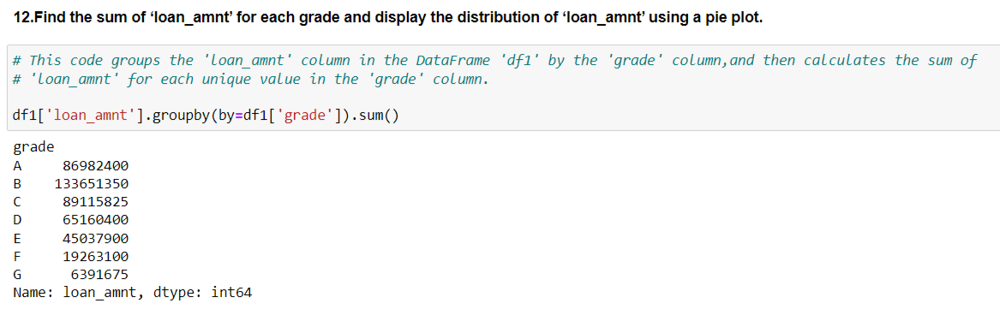 12.Find the sum of ‘loan_amnt’ for each grade and display the distribution of ‘loan_amnt’ using a pie plot.
# This code groups the 'loan_amnt' column in the DataFrame 'df1' by the 'grade' column,and then calculates the sum of
# 'loan_amnt' for each unique value in the 'grade' column.
df1['loan_amnt'].groupby(by=df1['grade']).sum()
grade
A 86982400
B 133651350
C 89115825
D 65160400
E 45037900
F 19263100
G 6391675
Name: loan_amnt, dtype: int64